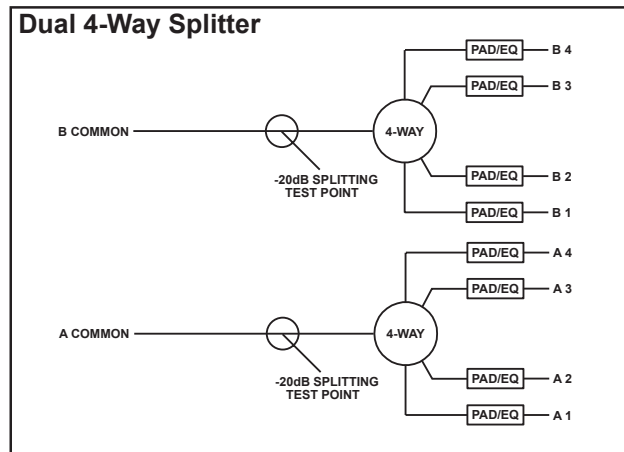 Dual 4-Way Splitter
PAD/EQ B 4
PAD/EQ B 3
B COMMON
4-WAY
-20dB SPLITTING
TEST POINT
PAD/EQ B 2
PAD/EQ B 1
PAD/EQ A 4
PAD/EQ A 3
A COMMON
4-WAY
-20dB SPLITTING
TEST POINT
PAD/EQ A 2
PAD/EQ A 1